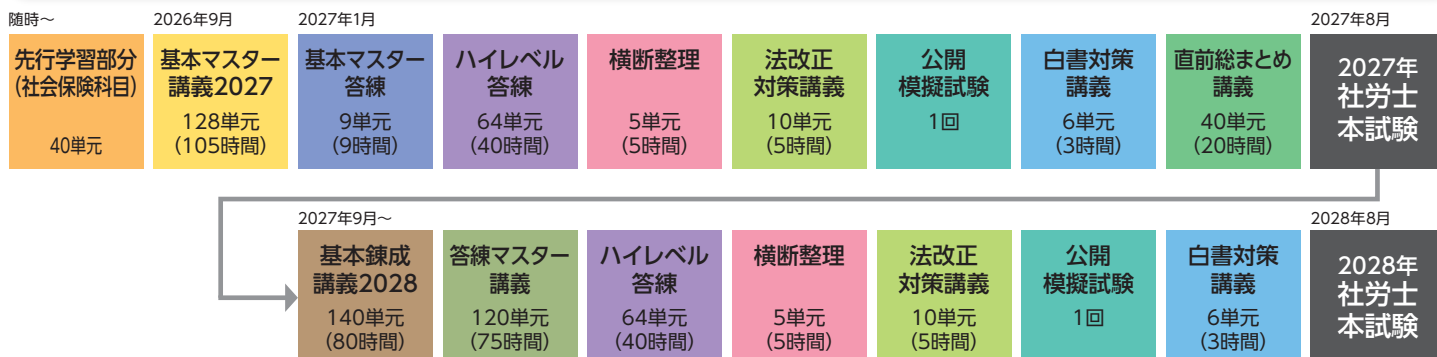 随時～
2026年9月
2027年1月
2027年8月
先行学習部分
(社会保険科目)
40単元
基本マスター
講義2027
128単元
(105時間)
基本マスター
答練
9単元
(9時間)
ハイレベル
答練
64単元
(40時間)
横断整理
5単元
(5時間)
法改正
対策講義
10単元
(5時間)
公開
模擬試験
1回
白書対策
講義
6単元
(3時間)
直前総まとめ
講義
40単元
(20時間)
2027年
社労士
本試験
2027年9月～
2028年8月
基本錬成
講義2028
140単元
(80時間)
答練マスター
講義
120単元
(75時間)
ハイレベル
答練
64単元
(40時間)
横断整理
5単元
(5時間)
法改正
対策講義
10単元
(5時間)
公開
模擬試験
1回
白書対策
講義
6単元
(3時間)
2028年
社労士
本試験